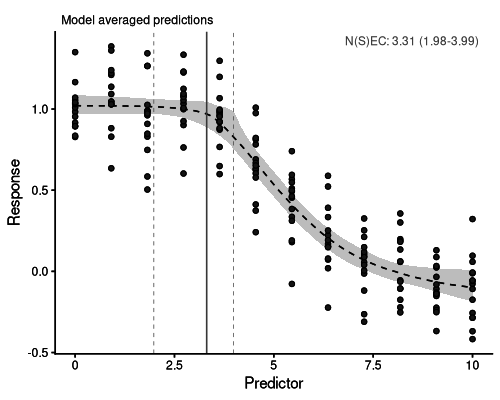 Model averaged predictions
N(S)EC: 3.31 (1.98-3.99)
1.0
0.5
0.0
-0.5
Response
0 2.5 5 7.5 10
Predictor